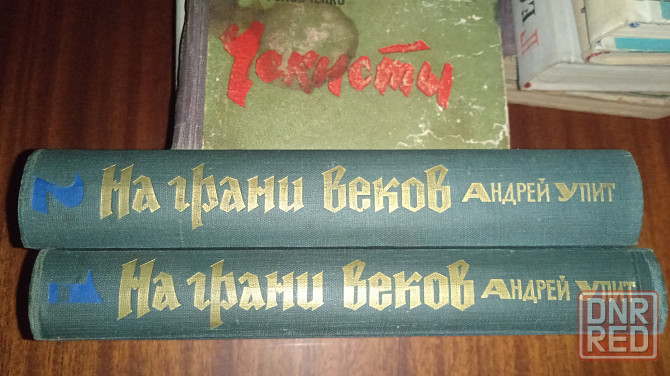 Чекисты
2 На грани веков Андрей Упит
1 На грани веков Андрей Упит
DNR
RED